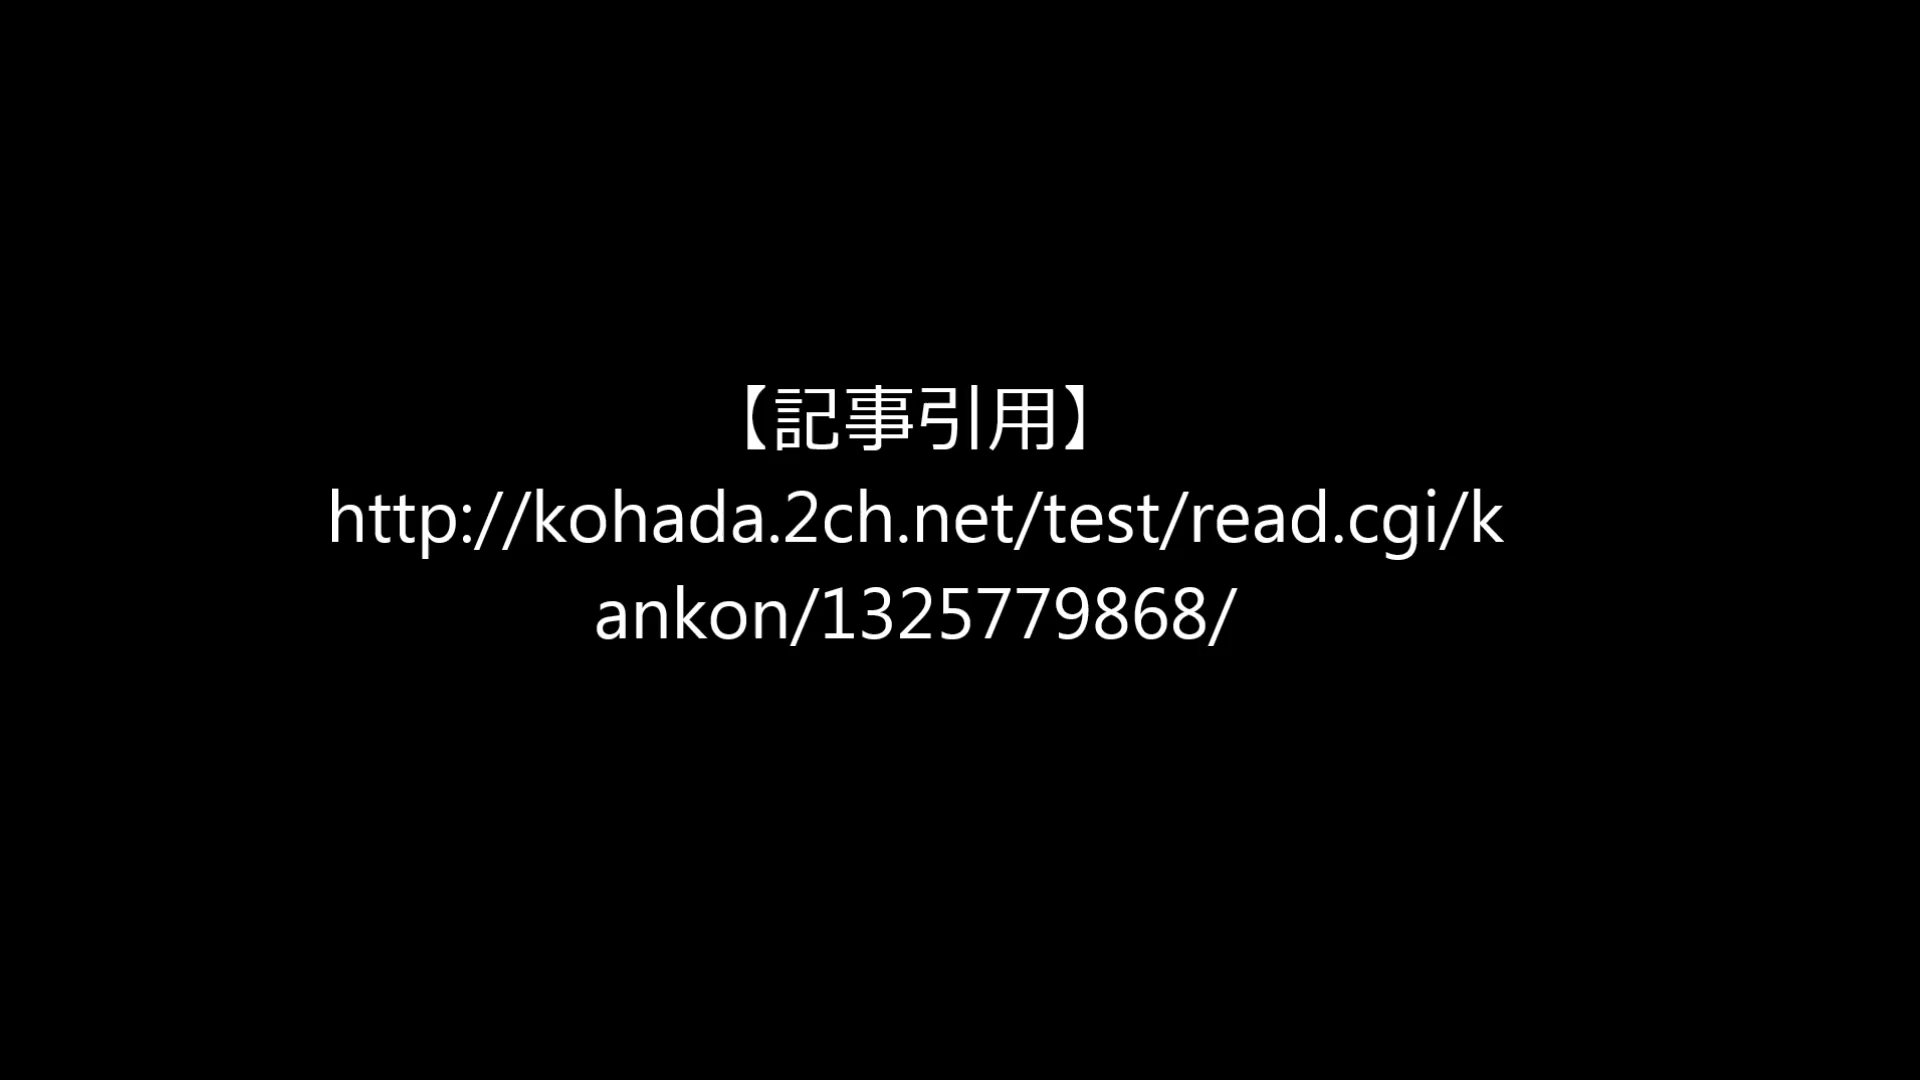 【記事引用】
http://kohada.2ch.net/test/read.cgi/k
ankon/1325779868/